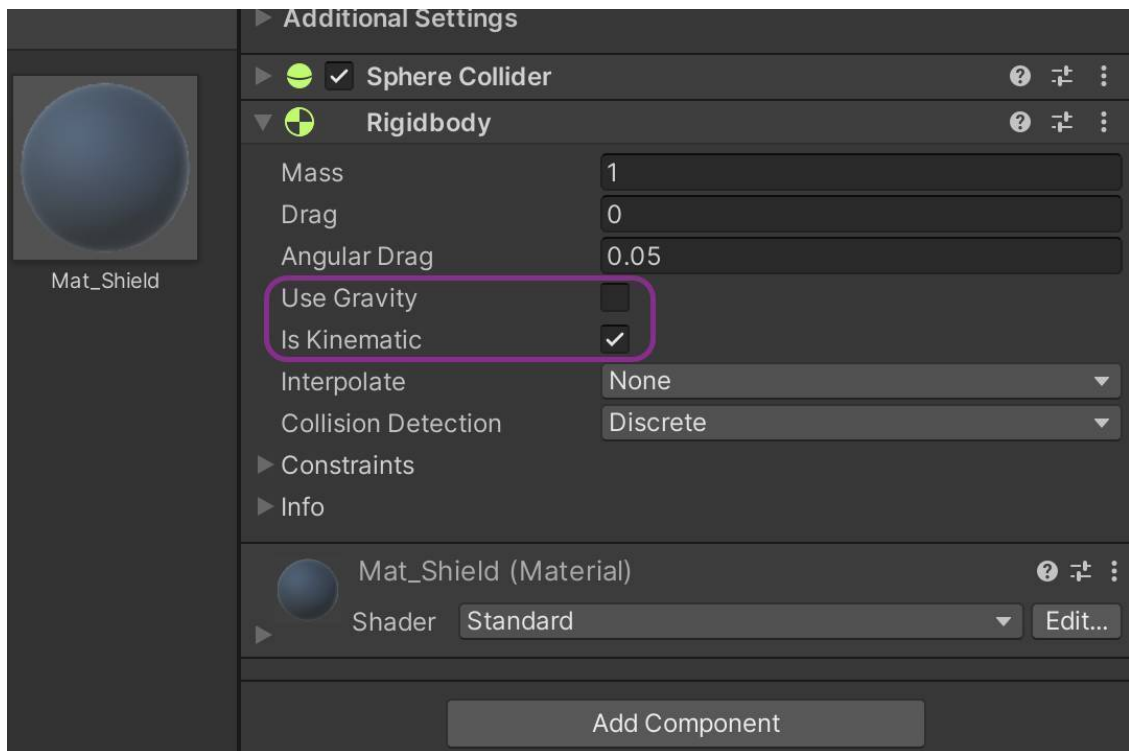 Additional Settings
Sphere Collider
Rigidbody
Mass 1
Drag 0
Angular Drag 0.05
Mat_Shield
Use Gravity
Is Kinematic
Interpolate None
Collision Detection Discrete
Constraints
Info
Mat_Shield (Material)
Shader Standard Edit...
Add Component